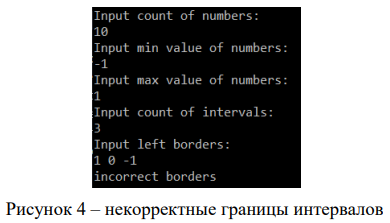 Input count of numbers:
10
Input min value of numbers:
-1
Input max value of numbers:
1
Input count of intervals:
3
Input left borders:
1 0 -1
incorrect borders
Рисунок 4 – некорректные границы интервалов